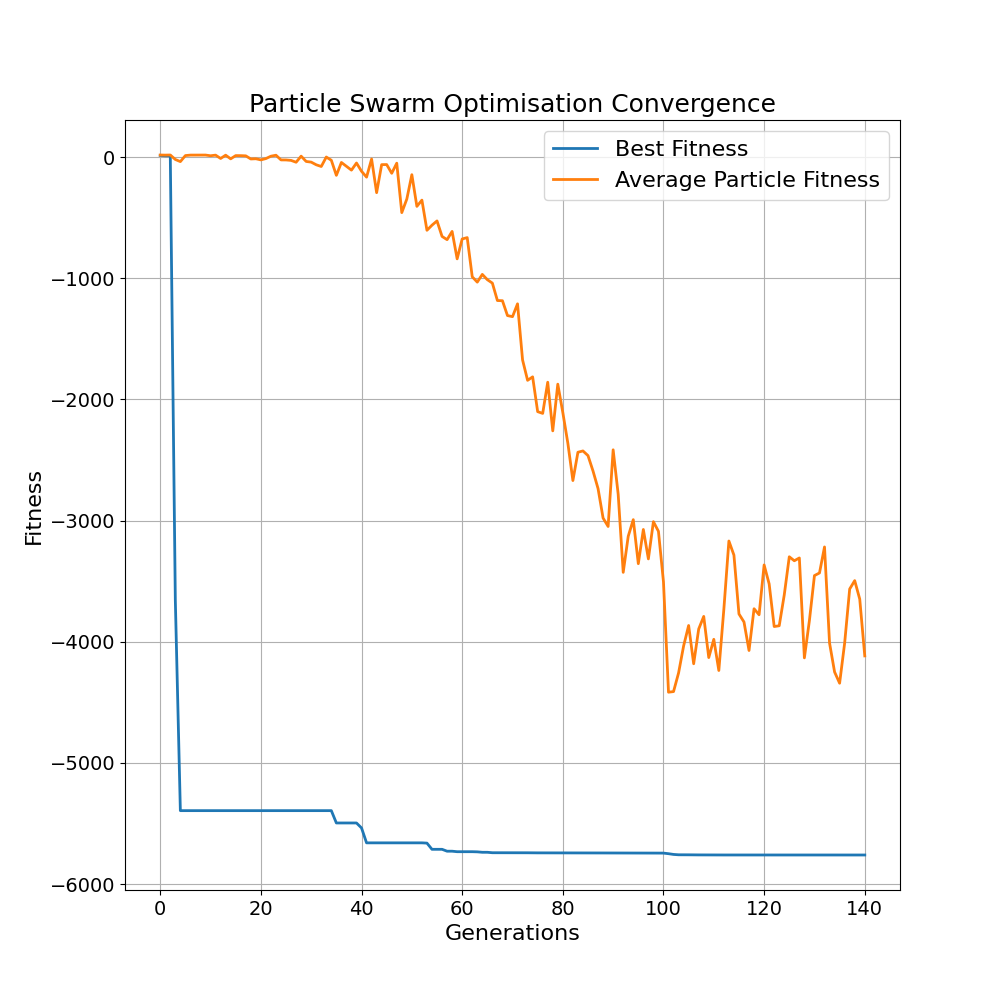 Particle Swarm Optimisation Convergence
Best Fitness
Average Particle Fitness
0
−1000
−2000
−3000
−4000
−5000
−6000
Fitness
0 20 40 60 80 100 120 140
Generations